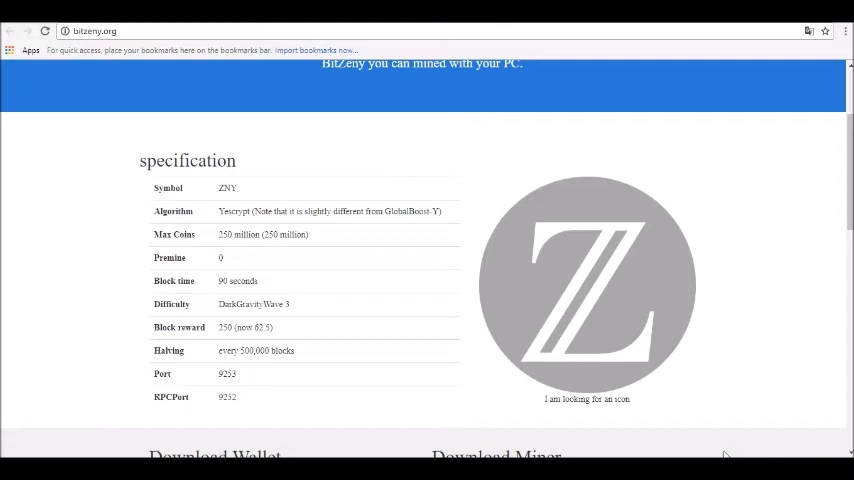 bitzeny.org
Apps For quick access, place your bookmarks here on the bookmarks bar. Import bookmarks now...
BitZeny you can mined with your PC.
specification
Symbol ZNY
Algorithm Yescrypt (Note that it is slightly different from GlobalBoost-Y)
Max Coins 250 million (250 million)
Premine 0
Block time 90 seconds
Difficulty DarkGravityWave 3
Block reward 250 (now 62.5)
Halving every 500,000 blocks
Port 9253
RPCPort 9252
Z
I am looking for an icon
Download Wallet Download Miner